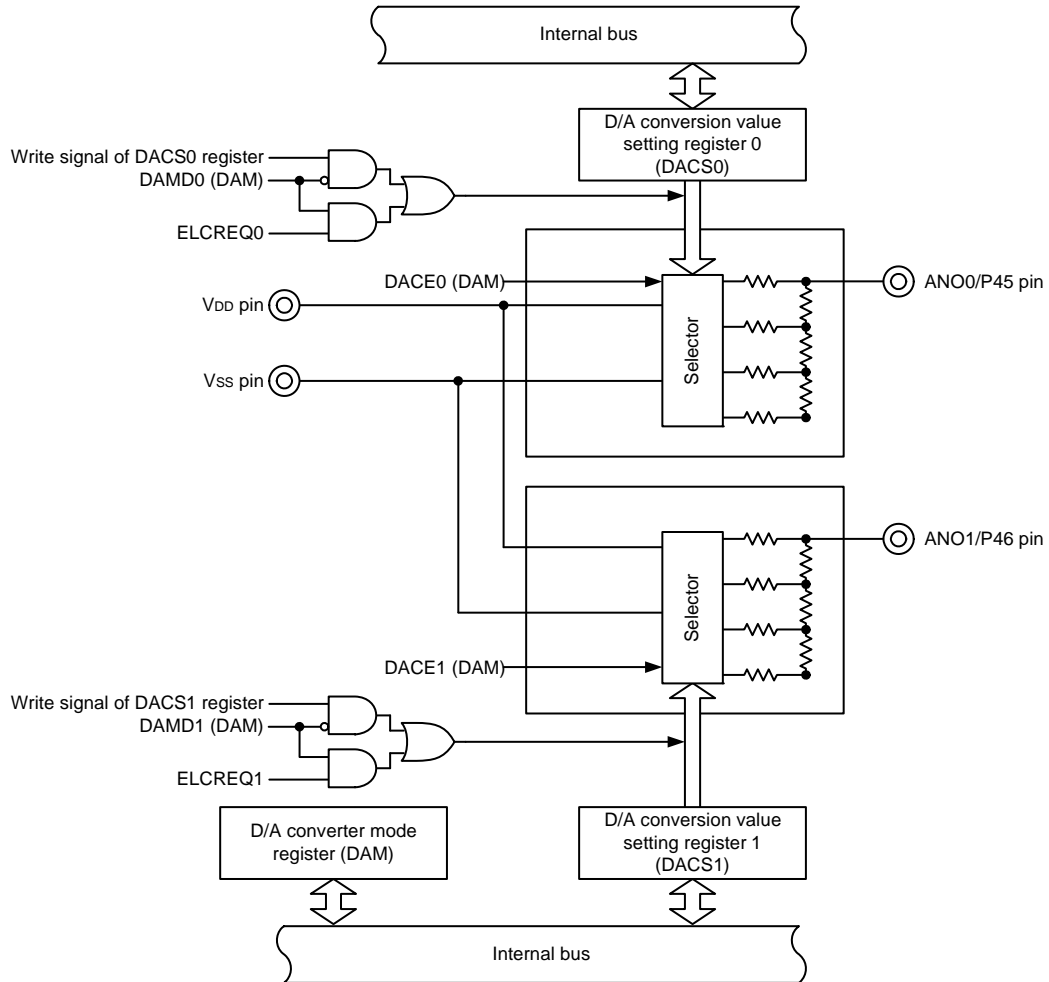 Internal bus
D/A conversion value
setting register 0
(DACS0)
Write signal of DACS0 register
DAMD0 (DAM)
ELCREQ0
DACE0 (DAM)
VDD pin
VSS pin
Selector
ANO0/P45 pin
Selector
ANO1/P46 pin
DACE1 (DAM)
Write signal of DACS1 register
DAMD1 (DAM)
ELCREQ1
D/A converter mode
register (DAM)
D/A conversion value
setting register 1
(DACS1)
Internal bus